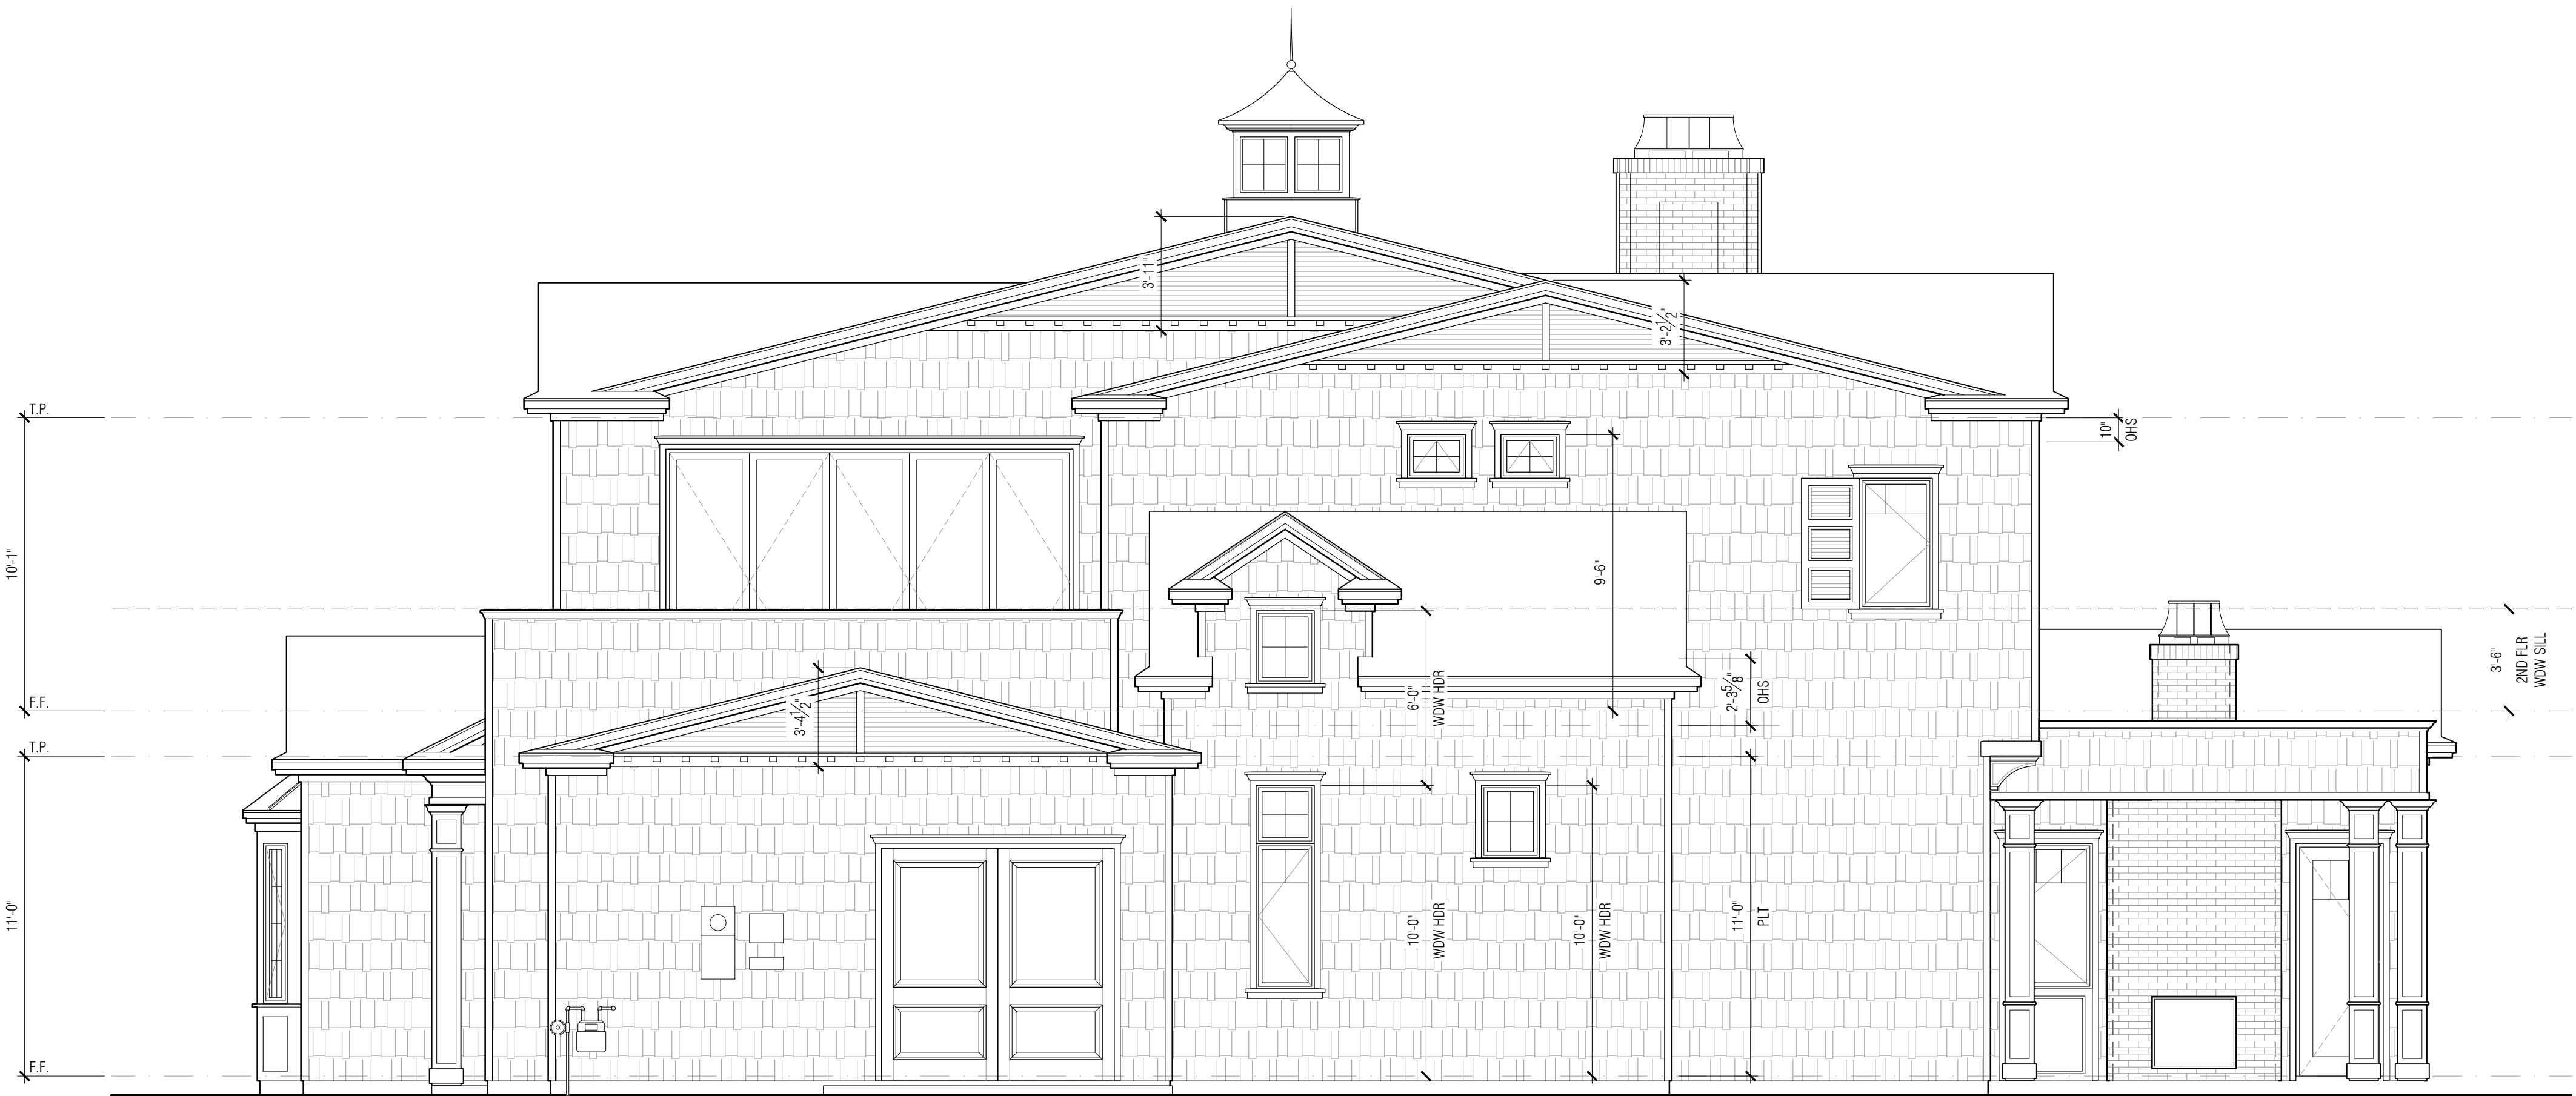 3'-11"
3'-2½"
T.P.
10"
OHS
10'-1"
9'-6"
3'-6"
2ND FLR
WDW SILL
6'-0"
WDW HDR
2'-3⅝"
OHS
F.F.
3'-4½"
T.P.
11'-0"
10'-0"
WDW HDR
10'-0"
WDW HDR
11'-0"
PLT
F.F.